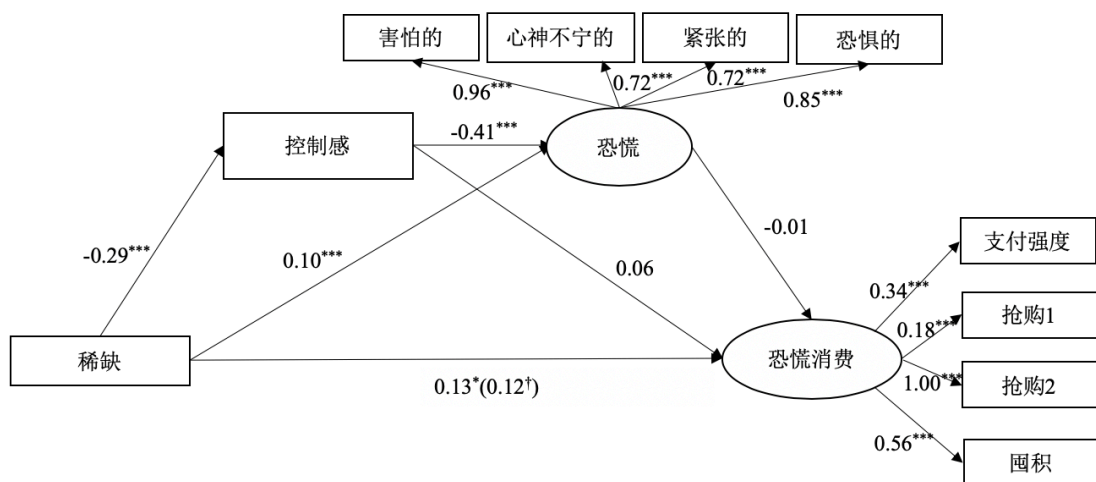 害怕的
心神不宁的
紧张的
恐惧的
0.96***
0.72***
0.72***
0.85***
控制感
-0.41***
恐慌
-0.29***
0.10***
0.06
-0.01
支付强度
0.34***
抢购1
0.18***
稀缺
恐慌消费
0.13*(0.12†)
1.00***
抢购2
0.56***
囤积